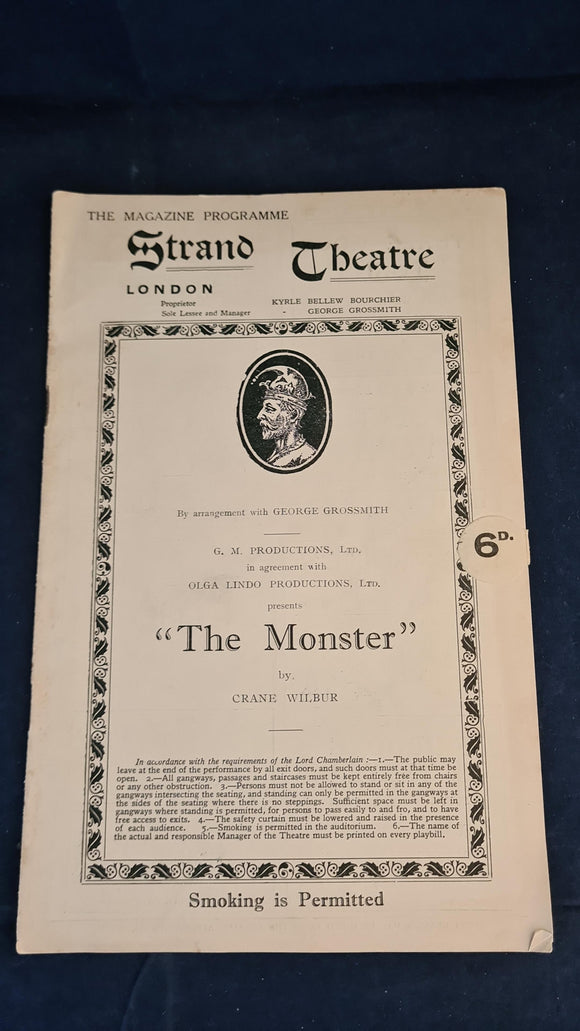 THE MAGAZINE PROGRAMME
Strand Theatre
LONDON
Proprietor KYRLE BELLEW BOURCHIER
Sole Lessee and Manager - GEORGE GROSSMITH
By arrangement with GEORGE GROSSMITH
G. M. PRODUCTIONS, LTD.
in agreement with
OLGA LINDO PRODUCTIONS, LTD.
presents
6D.
“The Monster”
by
CRANE WILBUR
In accordance with the requirements of the Lord Chamberlain :—1.—The public may
leave at the end of the performance by all exit doors, and such doors must at that time be
open. 2.—All gangways, passages and staircases must be kept entirely free from chairs
or any other obstruction. 3.—Persons must not be allowed to stand or sit in any of the
gangways intersecting the seating, and standing can only be permitted in the gangways at
the sides of the seating where there is no steppings. Sufficient space must be left in
gangways where standing is permitted, for persons to pass easily to and fro, and to have
free access to exits. 4.—The safety curtain must be lowered and raised in the presence
of each audience. 5.—Smoking is permitted in the auditorium. 6.—The name of
the actual and responsible Manager of the Theatre must be printed on every playbill.
Smoking is Permitted